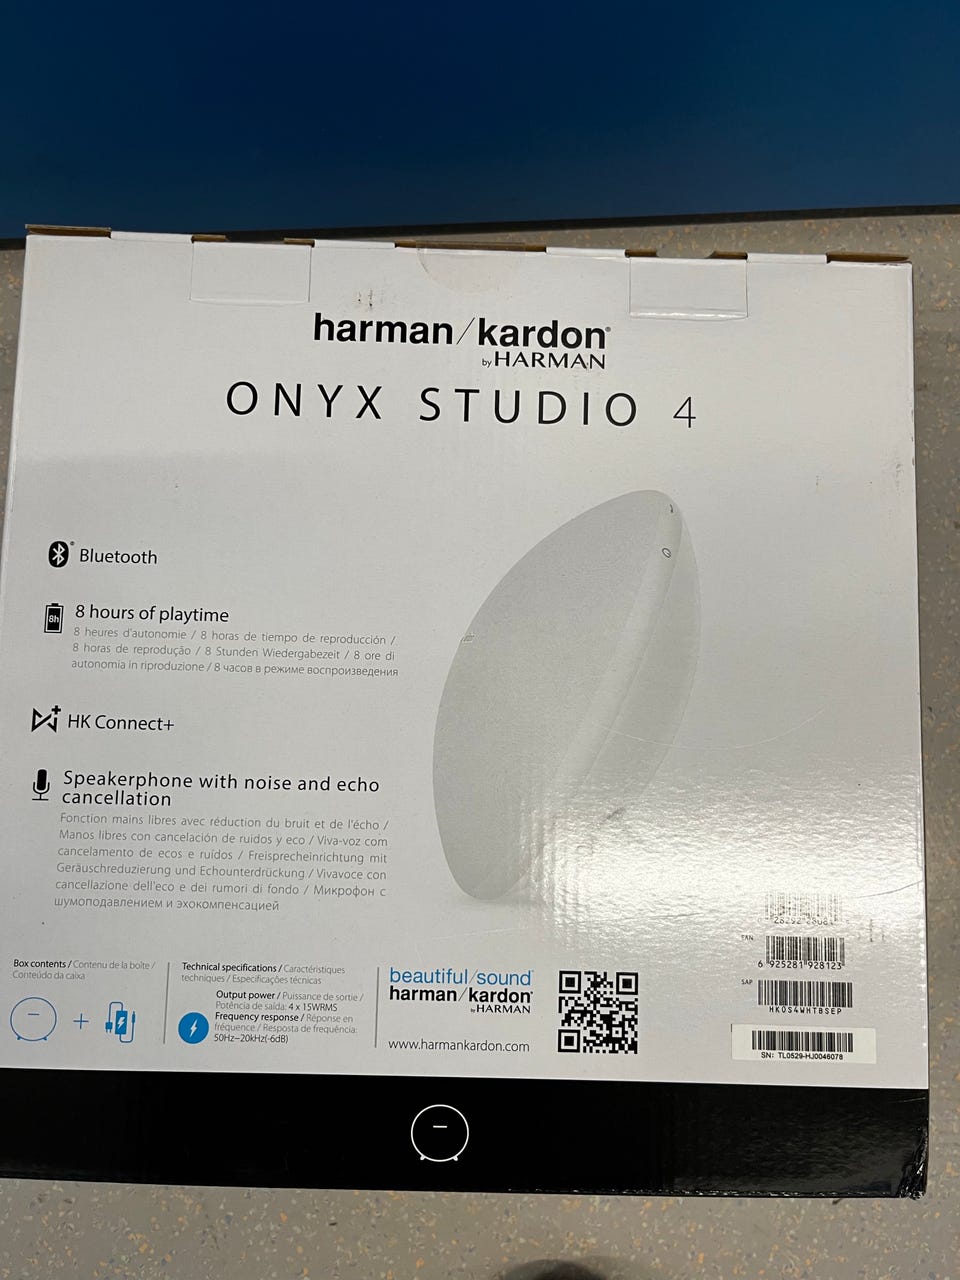 harman/kardon®
by HARMAN
ONYX STUDIO 4
Bluetooth®
8h
8 hours of playtime
8 heures d'autonomie / 8 horas de tiempo de reproducción /
8 horas de reprodução / 8 Stunden Wiedergabezeit / 8 ore di
autonomia in riproduzione / 8 часов в режиме воспроизведения
HK Connect+
Speakerphone with noise and echo
cancellation
Fonction mains libres avec réduction du bruit et de l'écho /
Manos libres con cancelación de ruidos y eco / Viva-voz com
cancelamento de ecos e ruídos / Freisprecheinrichtung mit
Geräuschreduzierung und Echounterdrückung / Vivavoce con
cancellazione dell'eco e dei rumori di fondo / Микрофон с
шумоподавлением и эхокомпенсацией
Box contents / Contenu de la boîte /
Conteúdo da caixa
Technical specifications / Caractéristiques
techniques / Especificações técnicas
Output power / Puissance de sortie /
Potência de saída: 4 x 15WRMS
Frequency response / Réponse en
fréquence / Resposta de frequência:
50Hz–20kHz(-6dB)
beautiful/sound
harman/kardon®
by HARMAN
www.harmankardon.com
EAN
6 925281 928123
SAP
HKOS4WHTBSEP
SN: TL0529-HJ0046078